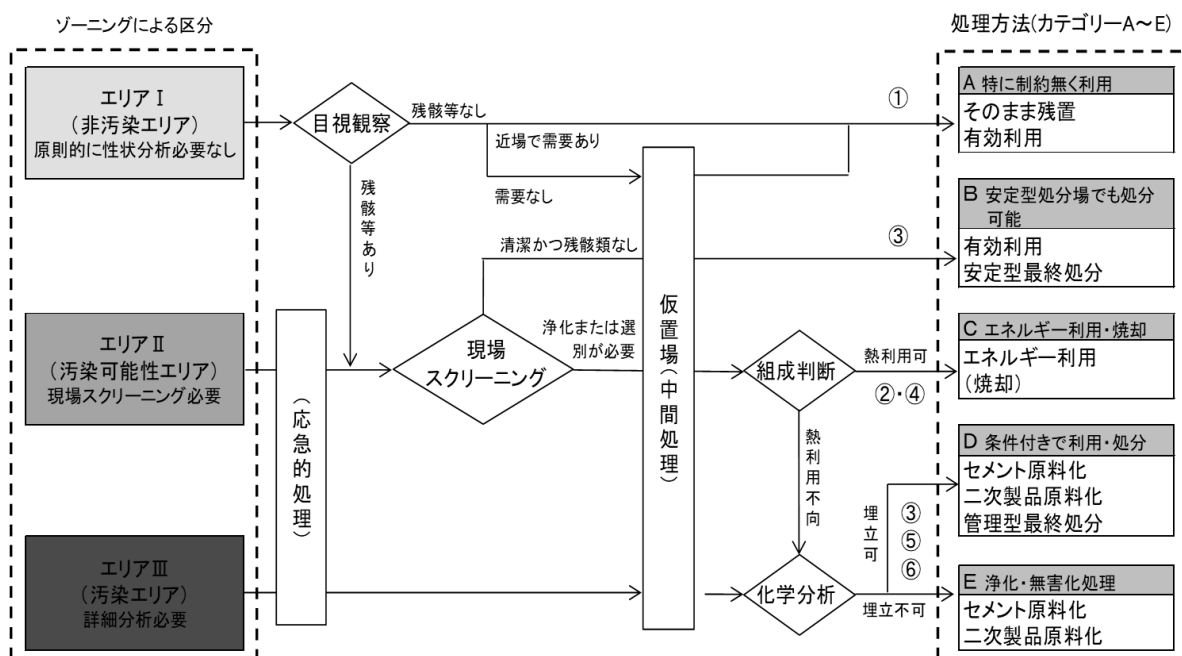 ゾーニングによる区分
処理方法(カテゴリーA～E)
エリアⅠ
(非汚染エリア)
原則的に性状分析必要なし
目視観察
残骸等なし
①
近場で需要あり
需要なし
残骸等あり
A 特に制約無く利用
そのまま残置
有効利用
B 安定型処分場でも処分
可能
有効利用
安定型最終処分
清潔かつ残骸類なし
③
エリアⅡ
(汚染可能性エリア)
現場スクリーニング必要
(応急的処理)
現場
スクリーニング
浄化または選
別が必要
仮置場(中間処理)
組成判断
熱利用可
②・④
C エネルギー利用・焼却
エネルギー利用
(焼却)
熱利用不向
D 条件付きで利用・処分
セメント原料化
二次製品原料化
管理型最終処分
埋立可
③
⑤
⑥
エリアⅢ
(汚染エリア)
詳細分析必要
化学分析
埋立不可
E 浄化・無害化処理
セメント原料化
二次製品原料化